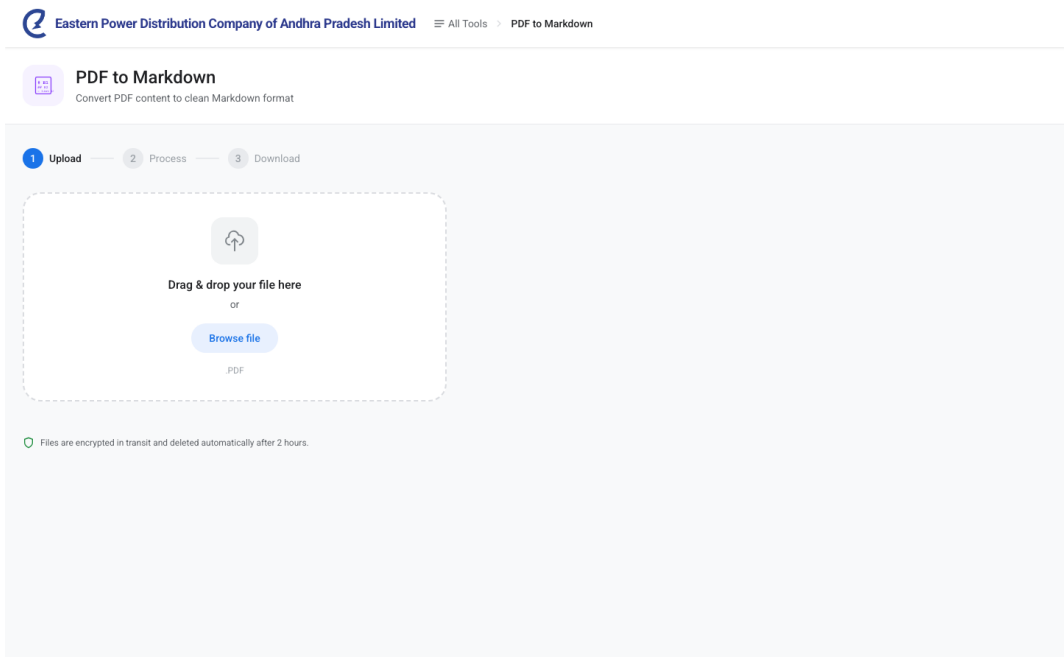 Eastern Power Distribution Company of Andhra Pradesh Limited
All Tools
PDF to Markdown
PDF to Markdown
Convert PDF content to clean Markdown format
1 Upload
2 Process
3 Download
Drag & drop your file here
or
Browse file
.PDF
Files are encrypted in transit and deleted automatically after 2 hours.